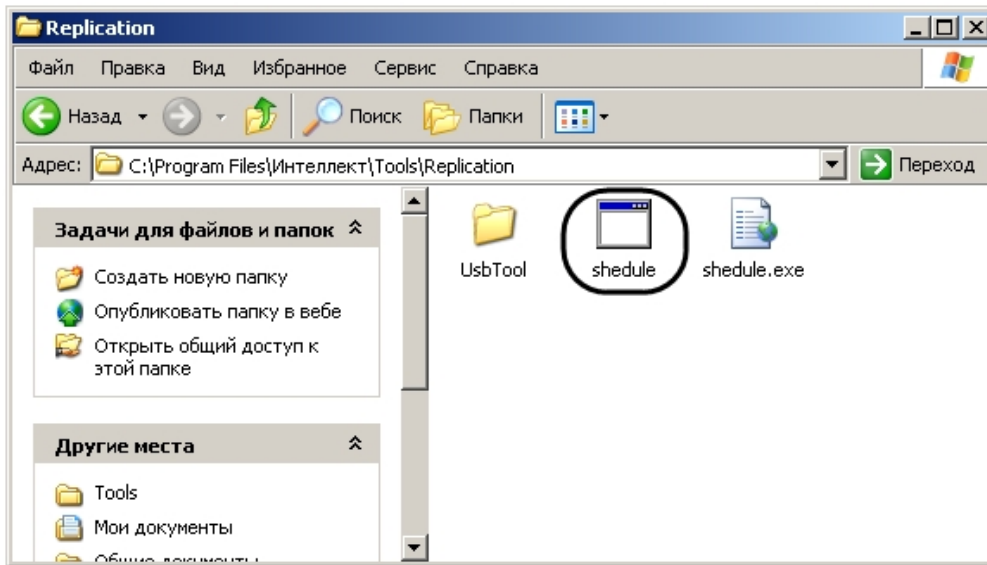 Replication
Файл Правка Вид Избранное Сервис Справка
Назад Поиск Папки
Адрес: C:\Program Files\Интеллект\Tools\Replication Переход
Задачи для файлов и папок
Создать новую папку
Опубликовать папку в вебе
Открыть общий доступ к
этой папке
Другие места
Tools
Мои документы
Общие документы
UsbTool shedule shedule.exe